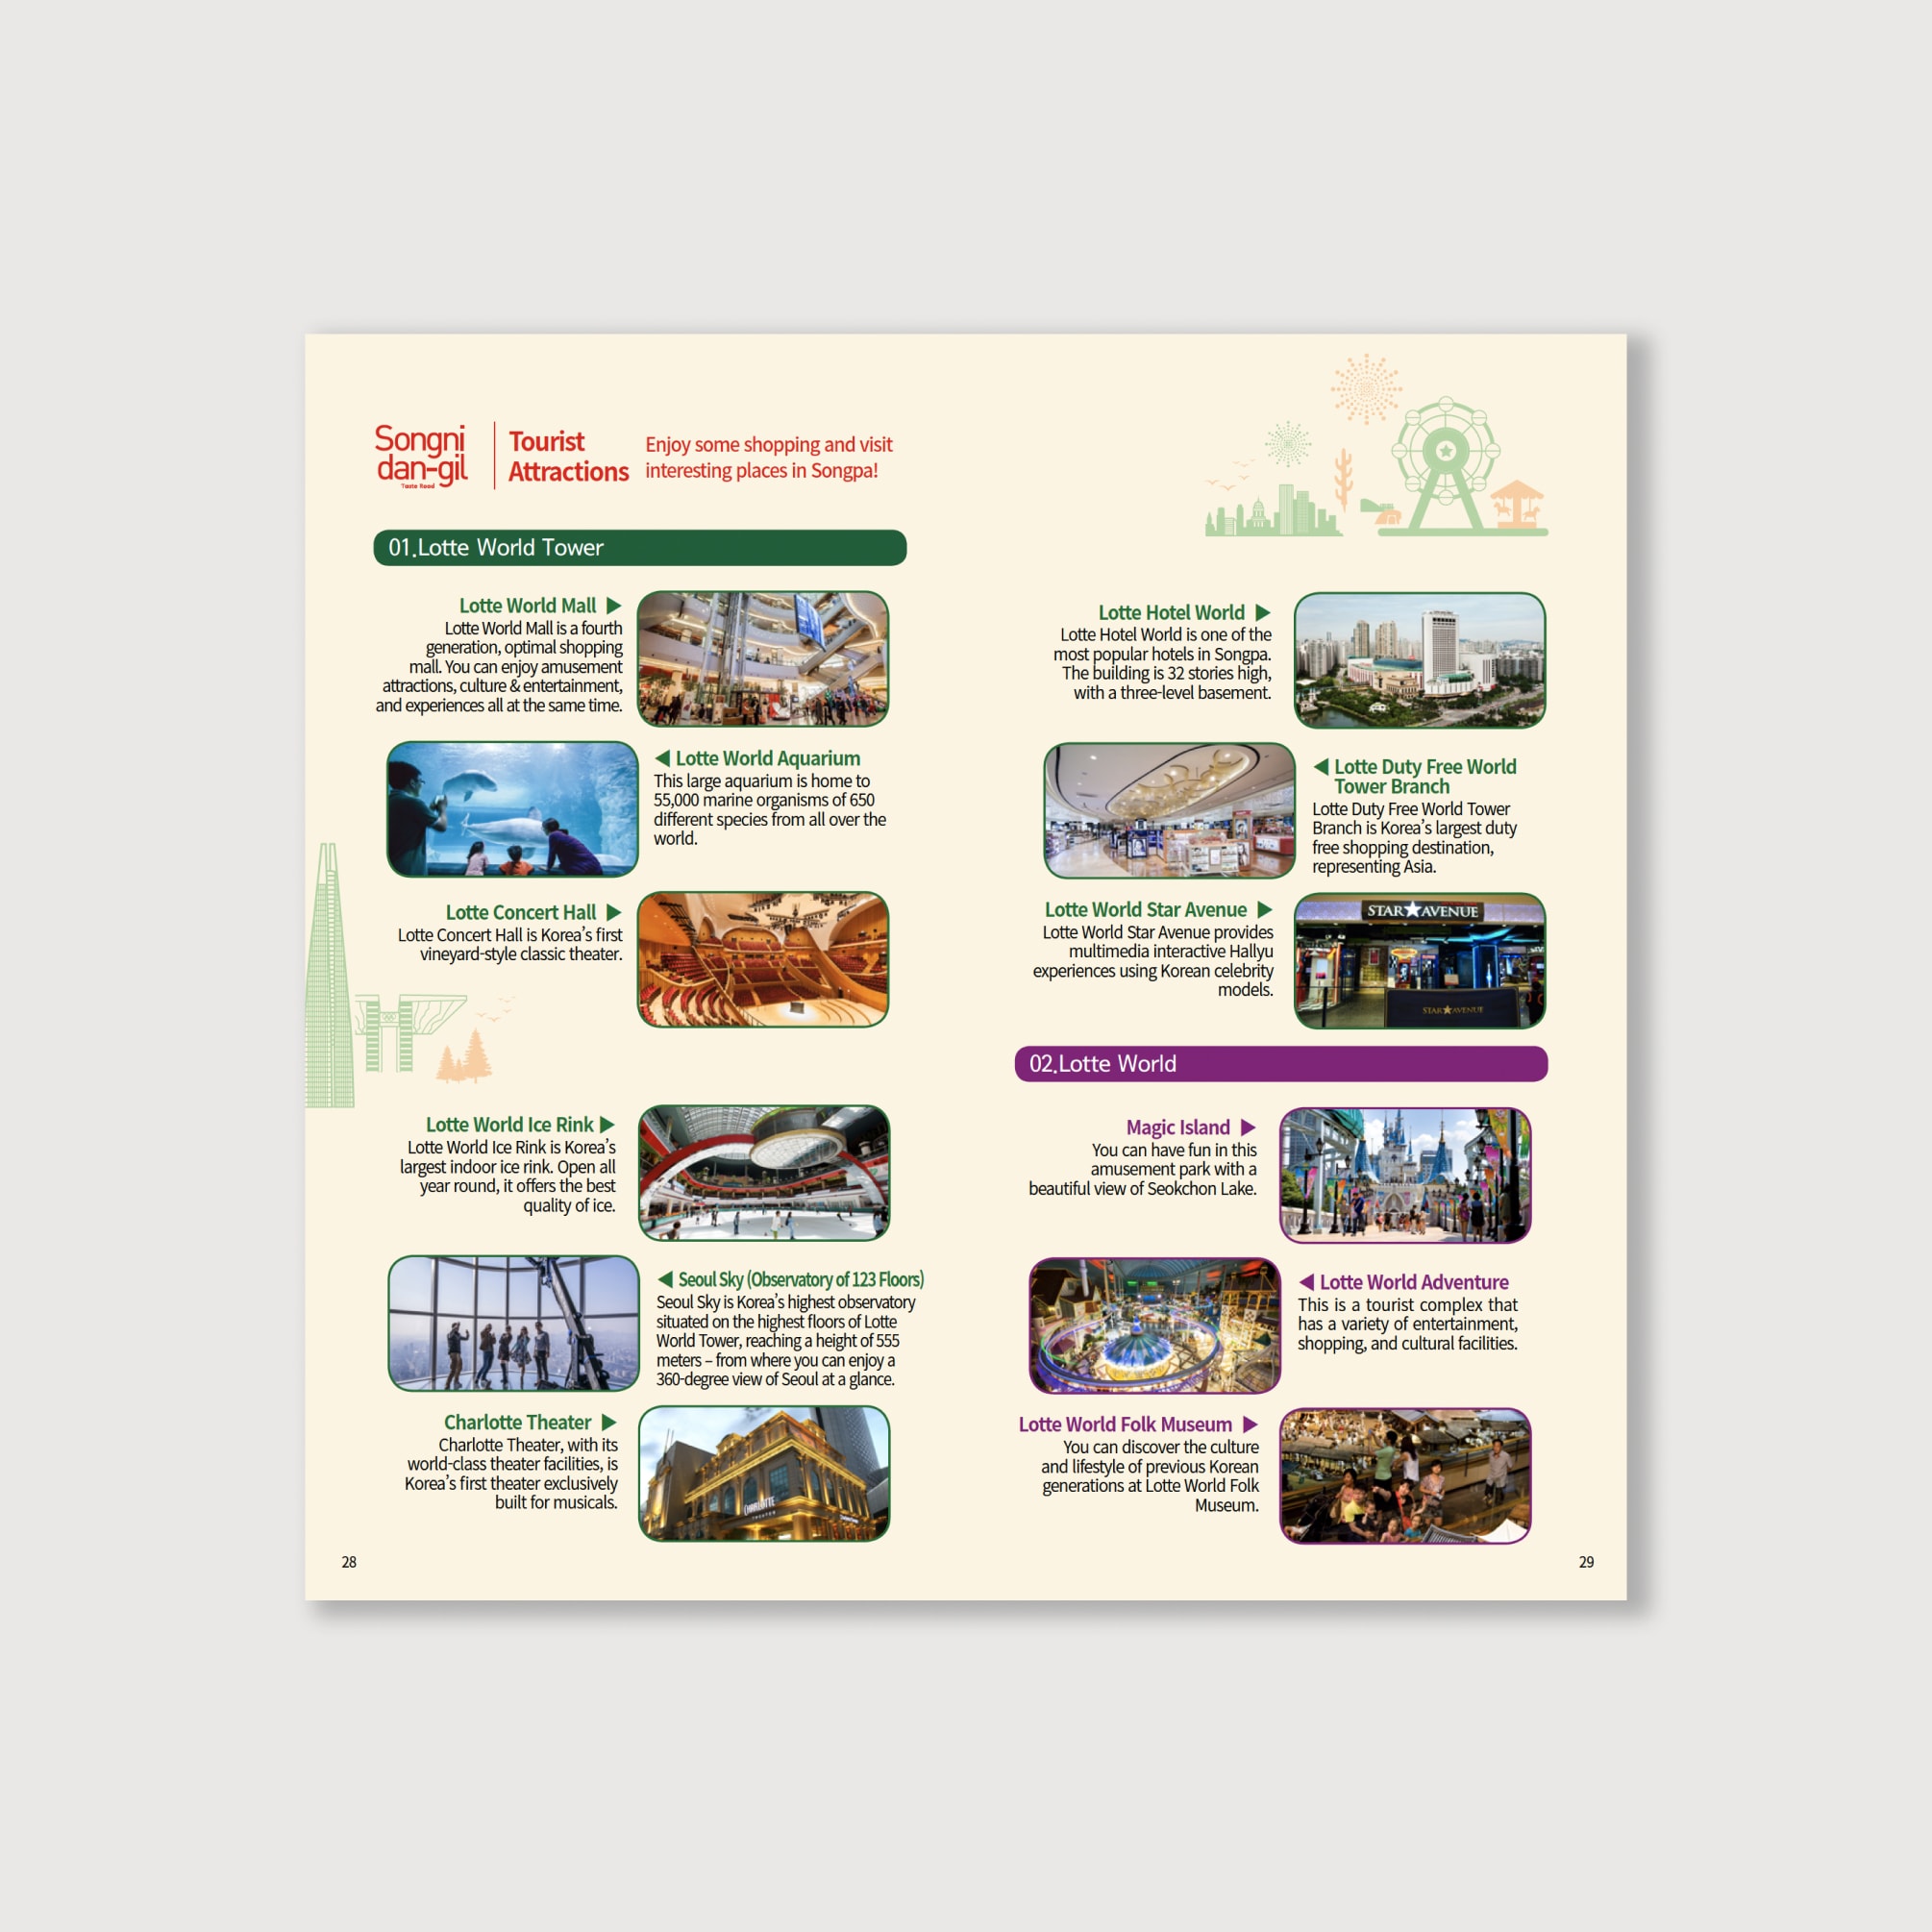 Songni
dan-gil
Taste Road
Tourist
Attractions
Enjoy some shopping and visit
interesting places in Songpa!
01.Lotte World Tower
Lotte World Mall ▶
Lotte World Mall is a fourth
generation, optimal shopping
mall. You can enjoy amusement
attractions, culture & entertainment,
and experiences all at the same time.
◀ Lotte World Aquarium
This large aquarium is home to
55,000 marine organisms of 650
different species from all over the
world.
Lotte Concert Hall ▶
Lotte Concert Hall is Korea's first
vineyard-style classic theater.
Lotte World Ice Rink ▶
Lotte World Ice Rink is Korea's
largest indoor ice rink. Open all
year round, it offers the best
quality of ice.
◀ Seoul Sky (Observatory of 123 Floors)
Seoul Sky is Korea's highest observatory
situated on the highest floors of Lotte
World Tower, reaching a height of 555
meters – from where you can enjoy a
360-degree view of Seoul at a glance.
Charlotte Theater ▶
Charlotte Theater, with its
world-class theater facilities, is
Korea's first theater exclusively
built for musicals.
CHARLOTTE
THEATER
28
Lotte Hotel World ▶
Lotte Hotel World is one of the
most popular hotels in Songpa.
The building is 32 stories high,
with a three-level basement.
◀ Lotte Duty Free World
Tower Branch
Lotte Duty Free World Tower
Branch is Korea's largest duty
free shopping destination,
representing Asia.
Lotte World Star Avenue ▶
Lotte World Star Avenue provides
multimedia interactive Hallyu
experiences using Korean celebrity
models.
STAR★AVENUE
STAR★AVENUE
02.Lotte World
Magic Island ▶
You can have fun in this
amusement park with a
beautiful view of Seokchon Lake.
◀ Lotte World Adventure
This is a tourist complex that
has a variety of entertainment,
shopping, and cultural facilities.
Lotte World Folk Museum ▶
You can discover the culture
and lifestyle of previous Korean
generations at Lotte World Folk
Museum.
29